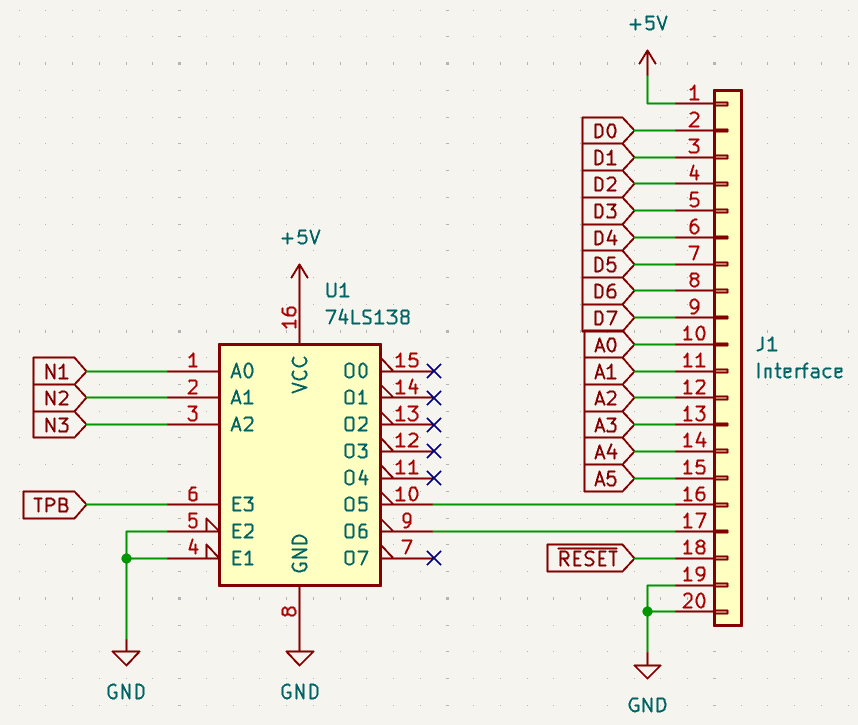 +5V
1
D0 2
D1 3
D2 4
D3 5
D4 6
D5 7
D6 8
D7 9
A0 10
A1 11
A2 12
A3 13
A4 14
A5 15
16
17
RESET 18
19
20
J1
Interface
GND
+5V
U1
74LS138
16
VCC
N1 1 A0 O0 15
N2 2 A1 O1 14
N3 3 A2 O2 13
O3 12
O4 11
TPB 6 E3 O5 10
5 E2 O6 9
4 E1 O7 7
GND
8
GND
GND